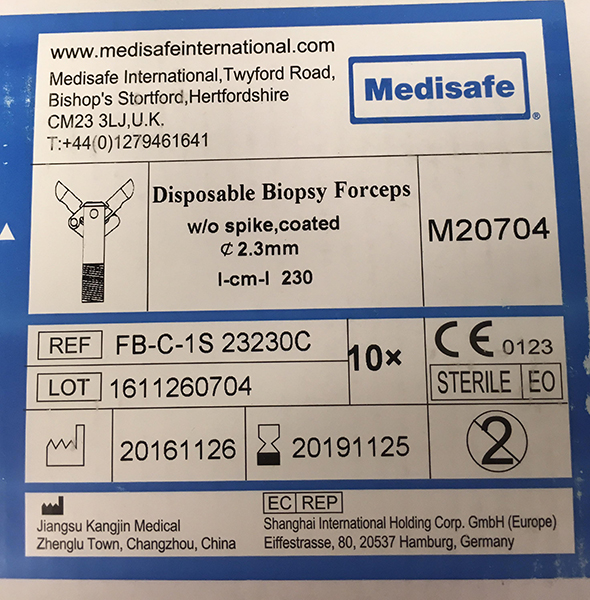 www.medisafeinternational.com
Medisafe International,Twyford Road,
Bishop's Stortford,Hertfordshire
CM23 3LJ,U.K.
T:+44(0)1279461641
Medisafe®
Disposable Biopsy Forceps
w/o spike,coated
₵ 2.3mm
I-cm-I 230
M20704
REF FB-C-1S 23230C
LOT 1611260704
10×
CE 0123
STERILE EO
20161126
20191125
2
Jiangsu Kangjin Medical
Zhenglu Town, Changzhou, China
EC REP
Shanghai International Holding Corp. GmbH (Europe)
Eiffestrasse, 80, 20537 Hamburg, Germany